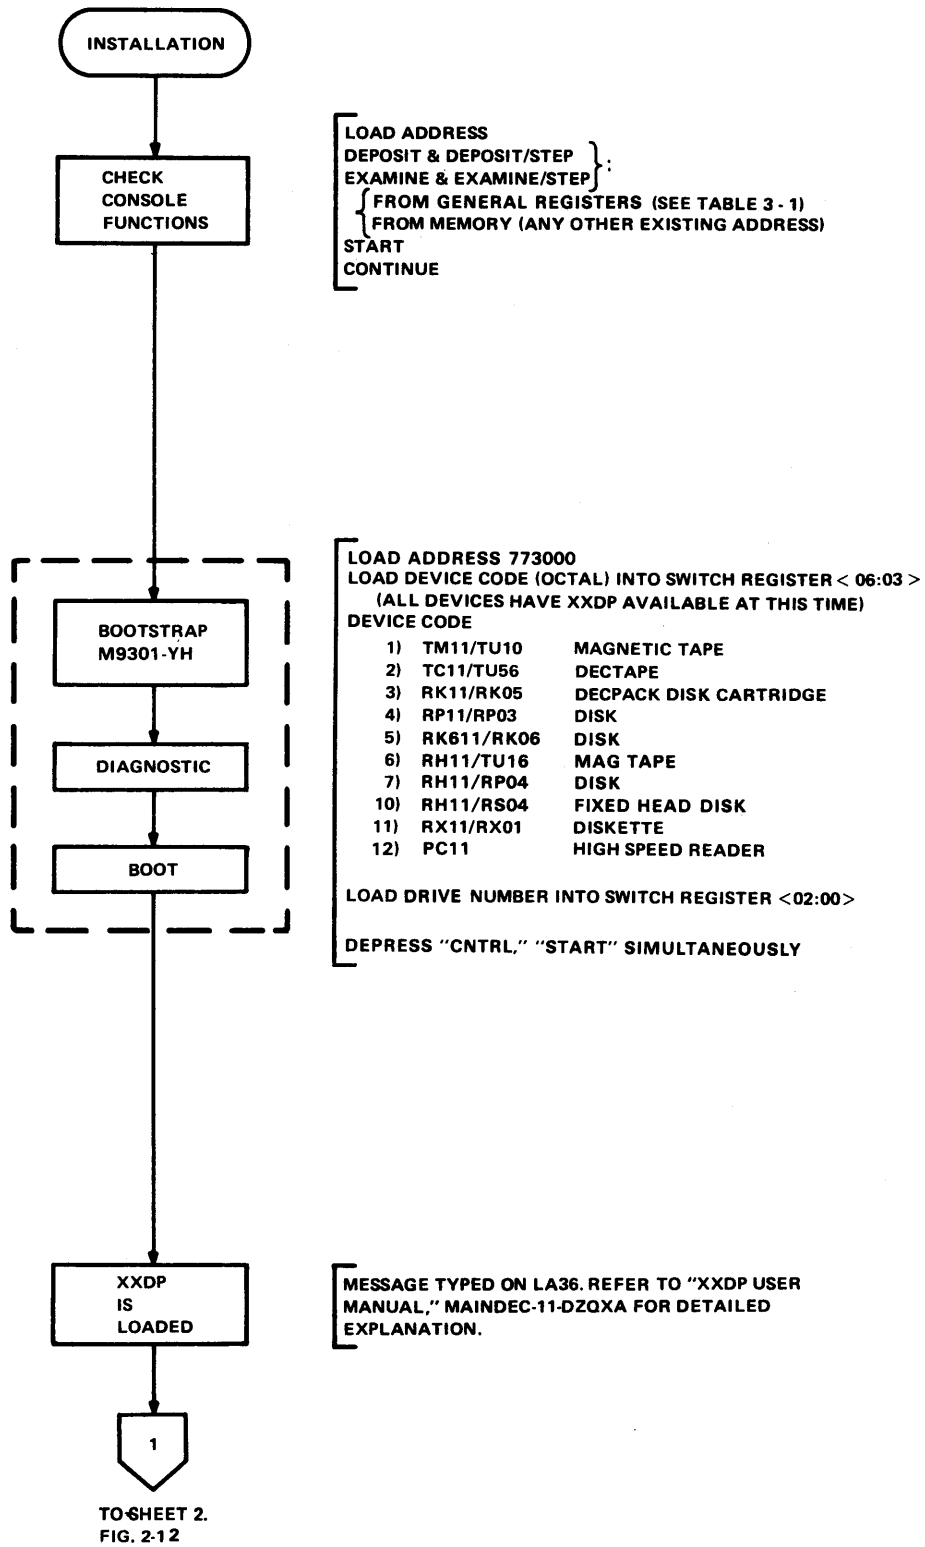 INSTALLATION
CHECK
CONSOLE
FUNCTIONS
LOAD ADDRESS
DEPOSIT & DEPOSIT/STEP
EXAMINE & EXAMINE/STEP
:
FROM GENERAL REGISTERS (SEE TABLE 3 - 1)
FROM MEMORY (ANY OTHER EXISTING ADDRESS)
START
CONTINUE
BOOTSTRAP
M9301-YH
DIAGNOSTIC
BOOT
LOAD ADDRESS 773000
LOAD DEVICE CODE (OCTAL) INTO SWITCH REGISTER < 06:03 >
(ALL DEVICES HAVE XXDP AVAILABLE AT THIS TIME)
DEVICE CODE
1) TM11/TU10 MAGNETIC TAPE
2) TC11/TU56 DECTAPE
3) RK11/RK05 DECPACK DISK CARTRIDGE
4) RP11/RP03 DISK
5) RK611/RK06 DISK
6) RH11/TU16 MAG TAPE
7) RH11/RP04 DISK
10) RH11/RS04 FIXED HEAD DISK
11) RX11/RX01 DISKETTE
12) PC11 HIGH SPEED READER
LOAD DRIVE NUMBER INTO SWITCH REGISTER <02:00>
DEPRESS "CNTRL," "START" SIMULTANEOUSLY
XXDP
IS
LOADED
MESSAGE TYPED ON LA36. REFER TO "XXDP USER
MANUAL," MAINDEC-11-DZQXA FOR DETAILED
EXPLANATION.
1
TO SHEET 2.
FIG. 2-12